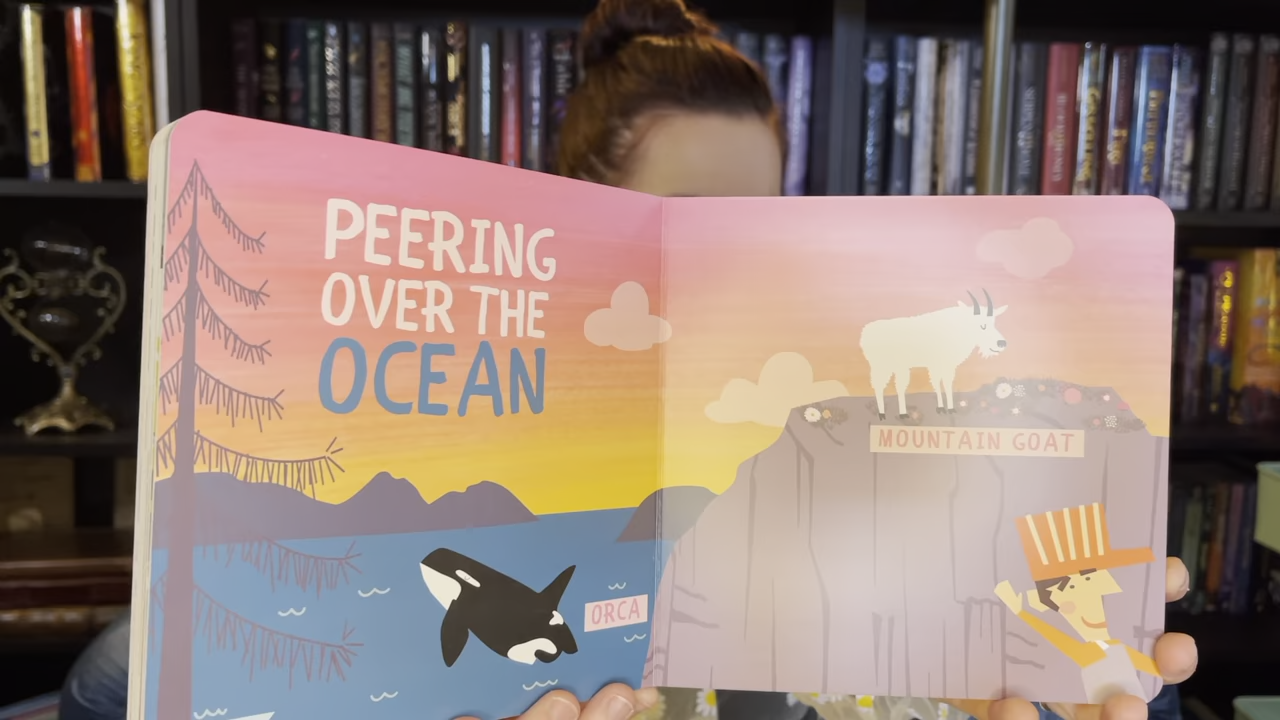 PEERING
OVER THE
OCEAN
ORCA
MOUNTAIN GOAT